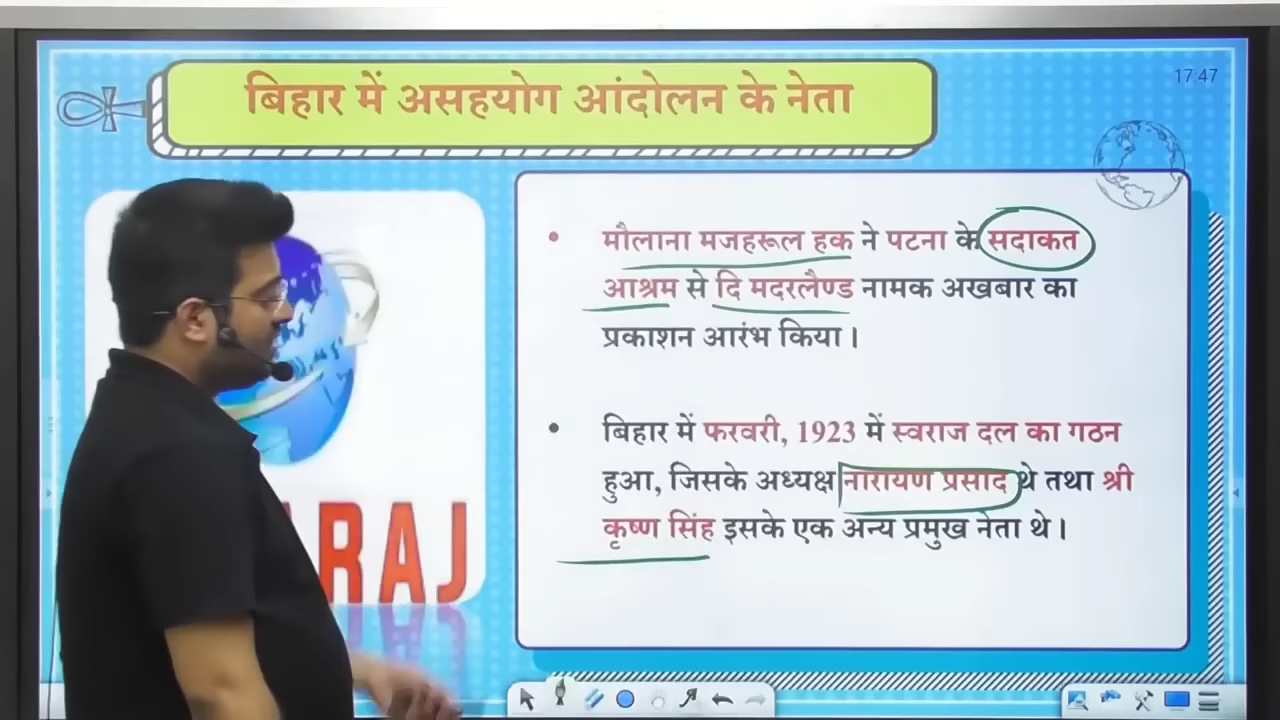 17:47
बिहार में असहयोग आंदोलन के नेता
मौलाना मजहरूल हक ने पटना के सदाकत
आश्रम से दि मदरलैण्ड नामक अखबार का
प्रकाशन आरंभ किया।
बिहार में फरवरी, 1923 में स्वराज दल का गठन
हुआ, जिसके अध्यक्ष नारायण प्रसाद थे तथा श्री
कृष्ण सिंह इसके एक अन्य प्रमुख नेता थे।
RAJ